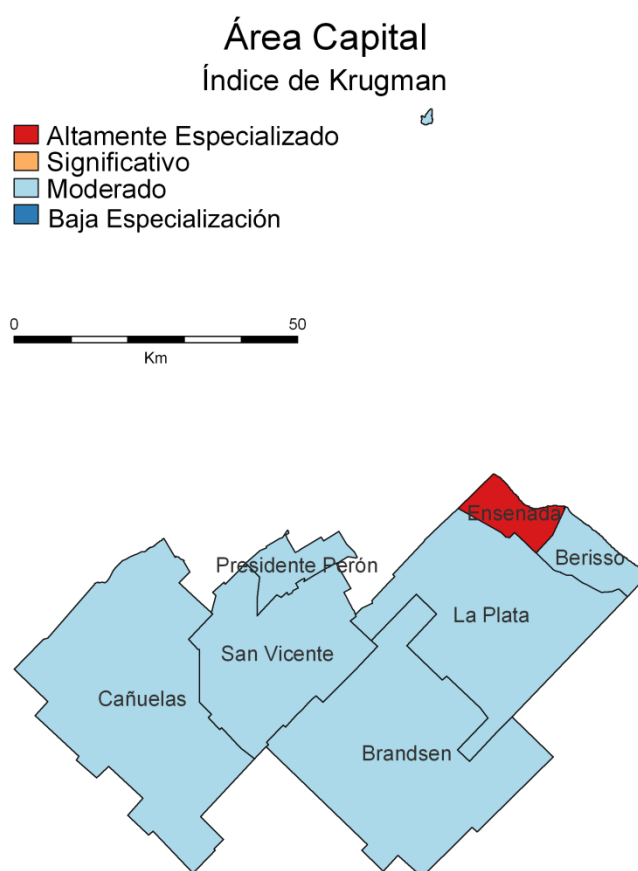 Área Capital
Índice de Krugman
Altamente Especializado
Significativo
Moderado
Baja Especialización
0 50
Km
Ensenada
Berisso
Presidente Perón
La Plata
San Vicente
Cañuelas
Brandsen